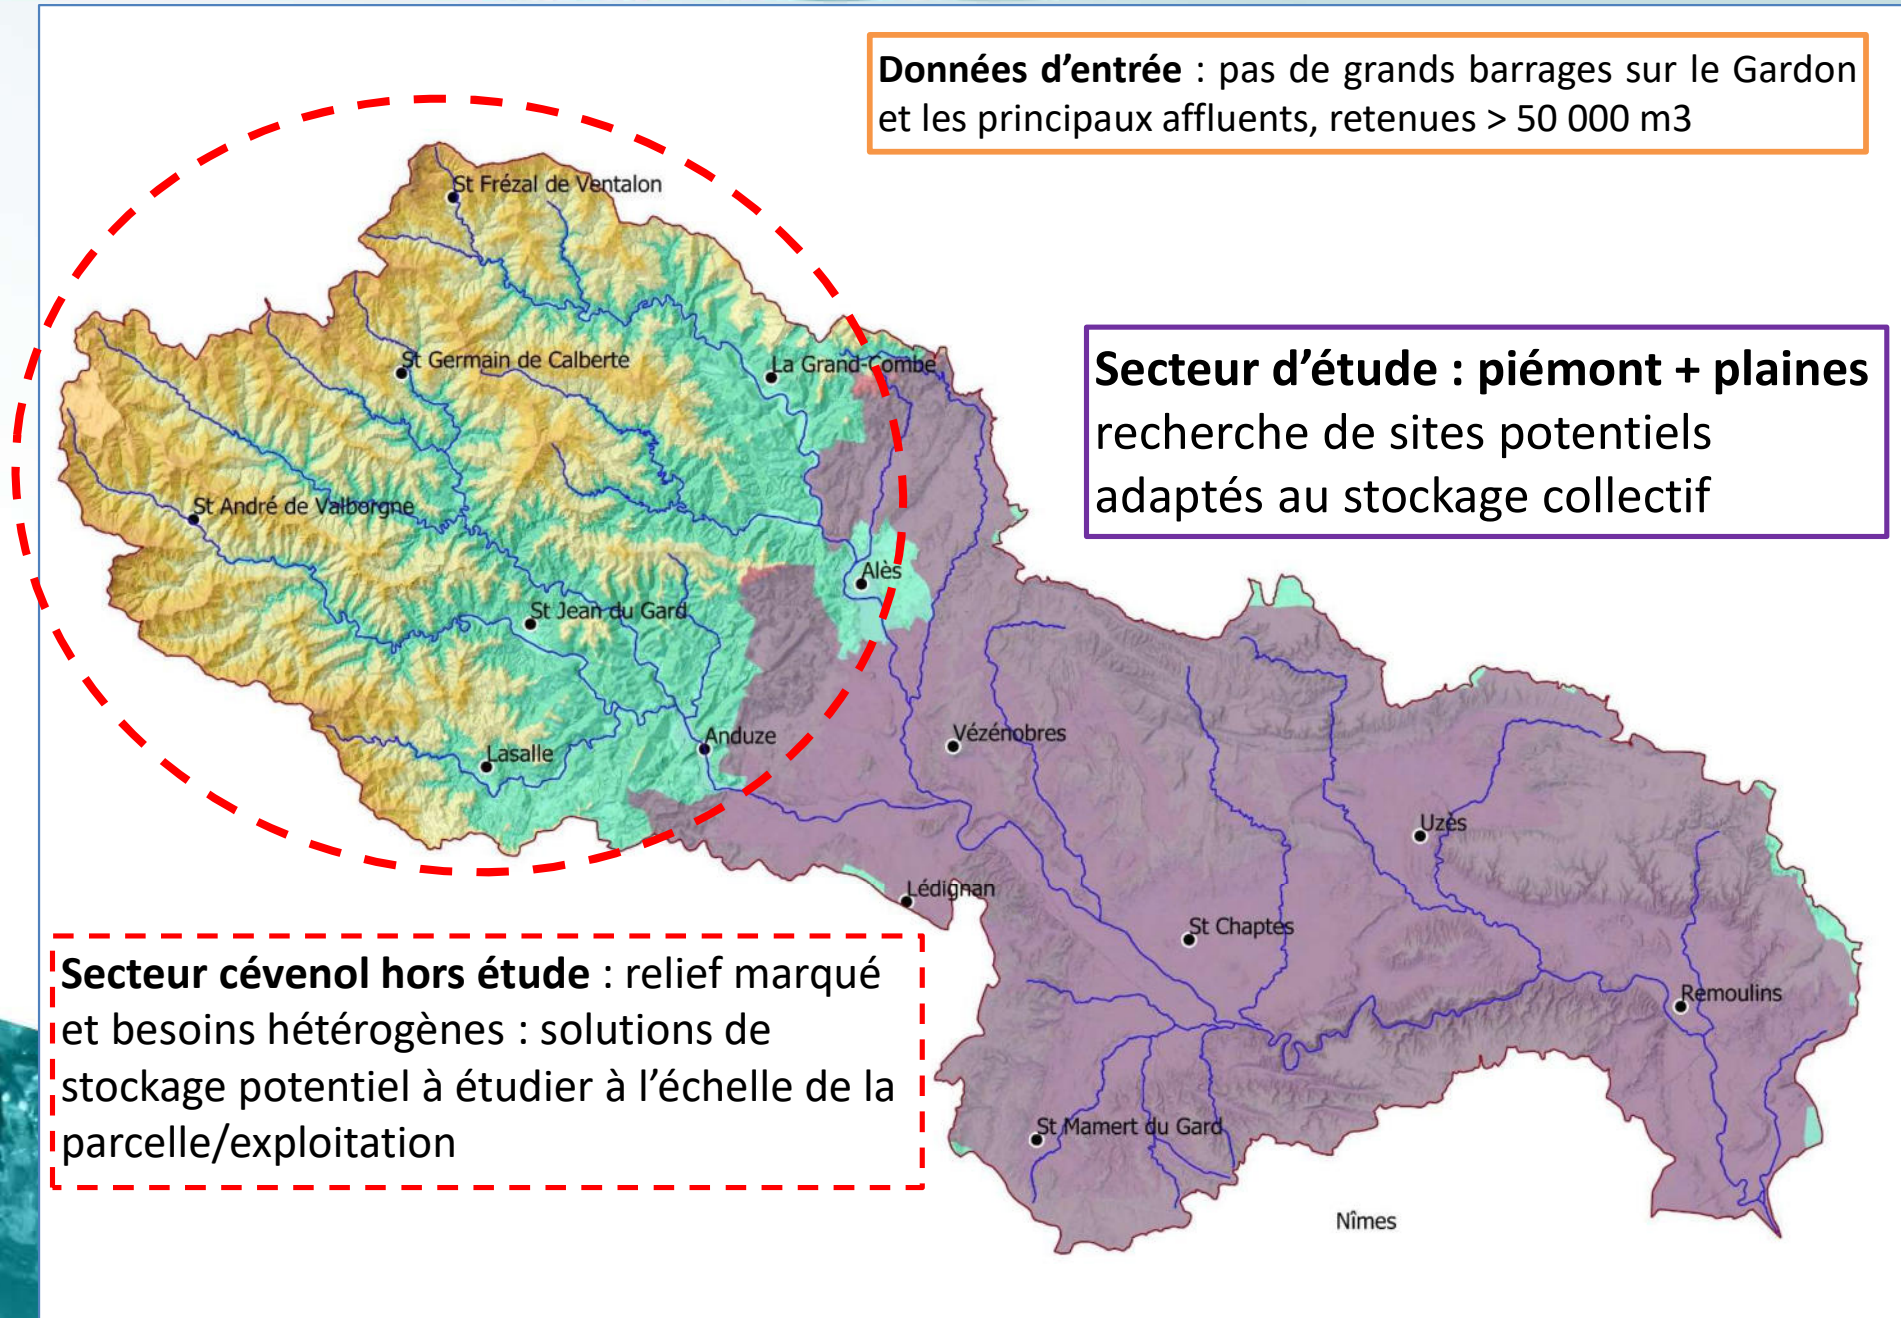 Données d'entrée : pas de grands barrages sur le Gardon
et les principaux affluents, retenues > 50 000 m3
St Frézal de Ventalon
St Germain de Calberte
La Grand-Combe
Secteur d'étude : piémont + plaines
recherche de sites potentiels
adaptés au stockage collectif
St André de Valborgne
Alès
St Jean du Gard
Anduze
Vézénobres
Lasalle
Uzès
Lédignan
St Chaptes
Secteur cévenol hors étude : relief marqué
et besoins hétérogènes : solutions de
stockage potentiel à étudier à l'échelle de la
parcelle/exploitation
Remoulins
St Mamert du Gard
Nîmes